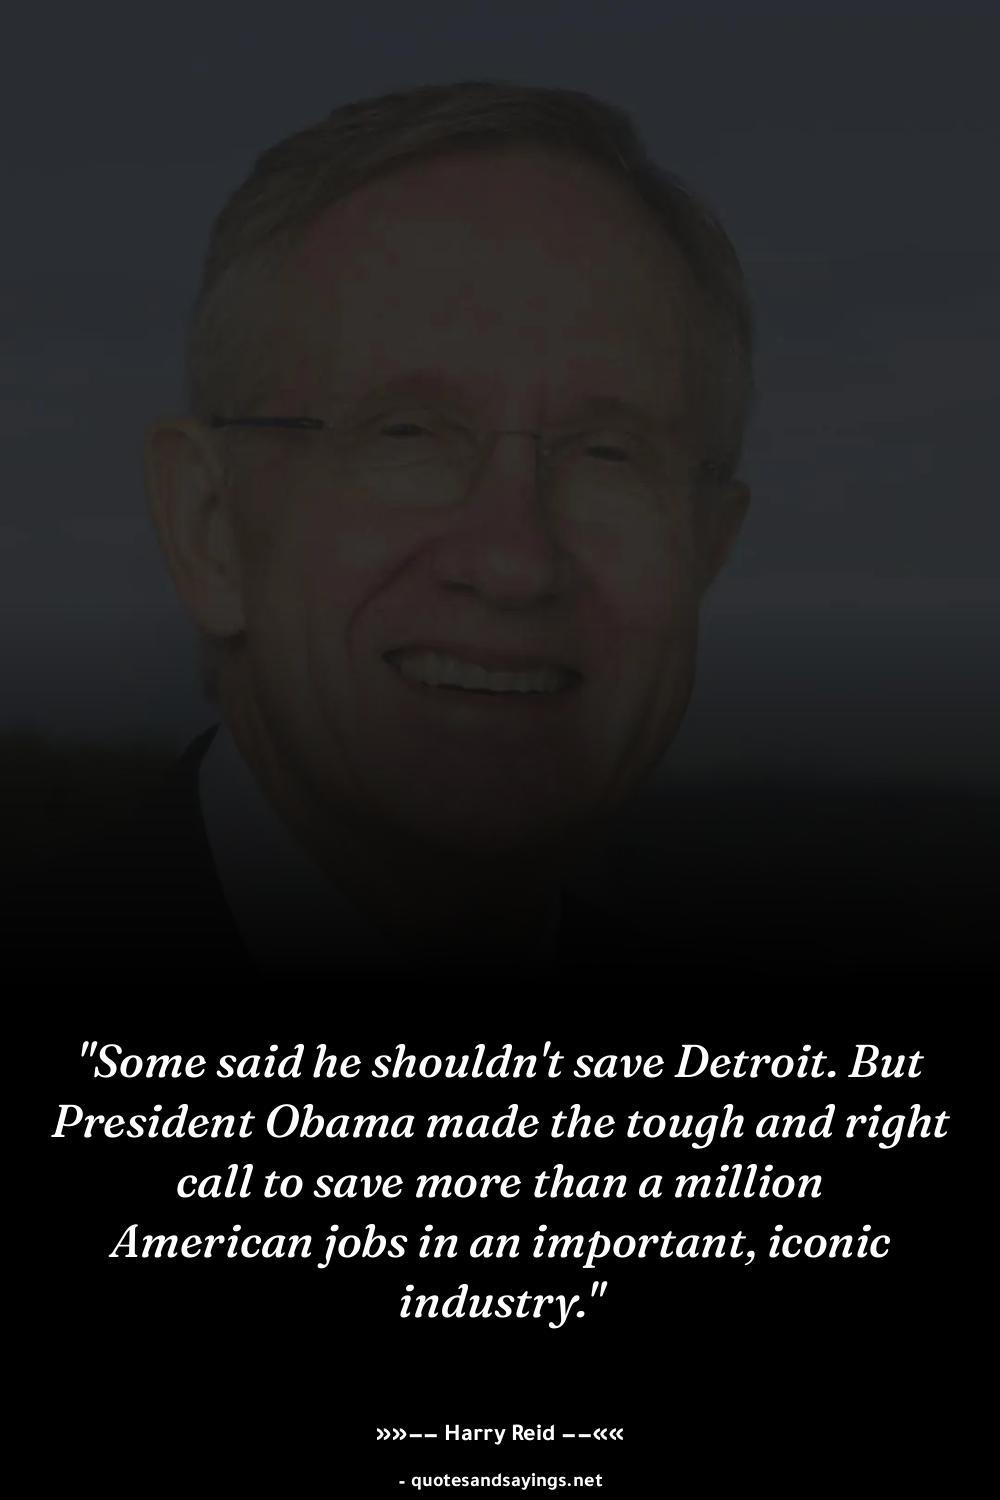 "Some said he shouldn't save Detroit. But
President Obama made the tough and right
call to save more than a million
American jobs in an important, iconic
industry."
»»—— Harry Reid ——««
- quotesandsayings.net